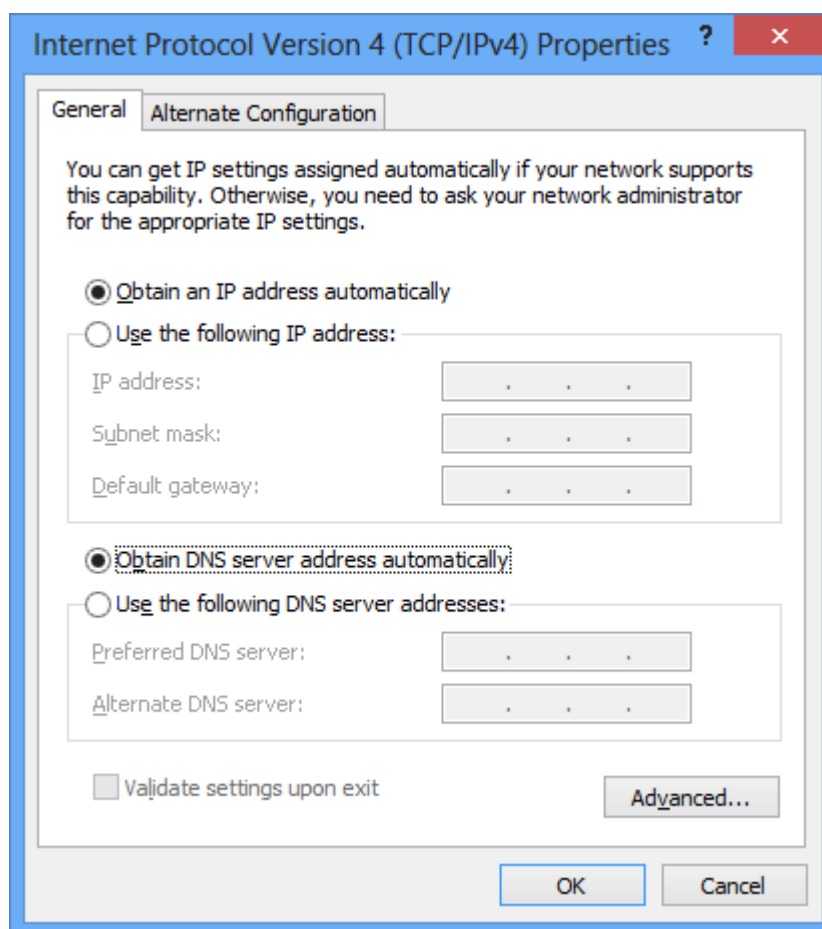 Internet Protocol Version 4 (TCP/IPv4) Properties ? ×
General Alternate Configuration
You can get IP settings assigned automatically if your network supports
this capability. Otherwise, you need to ask your network administrator
for the appropriate IP settings.
Obtain an IP address automatically
Use the following IP address:
IP address: . . .
Subnet mask: . . .
Default gateway: . . .
Obtain DNS server address automatically
Use the following DNS server addresses:
Preferred DNS server: . . .
Alternate DNS server: . . .
Validate settings upon exit
Advanced...
OK Cancel